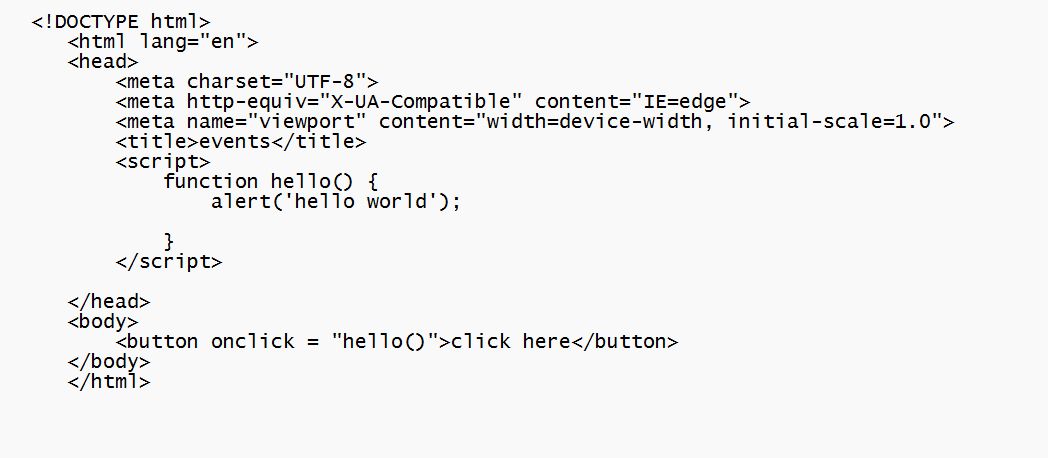 <!DOCTYPE html>
<html lang="en">
<head>
<meta charset="UTF-8">
<meta http-equiv="X-UA-Compatible" content="IE=edge">
<meta name="viewport" content="width=device-width, initial-scale=1.0">
<title>events</title>
<script>
function hello() {
alert('hello world');
}
</script>
</head>
<body>
<button onclick = "hello()">click here</button>
</body>
</html>